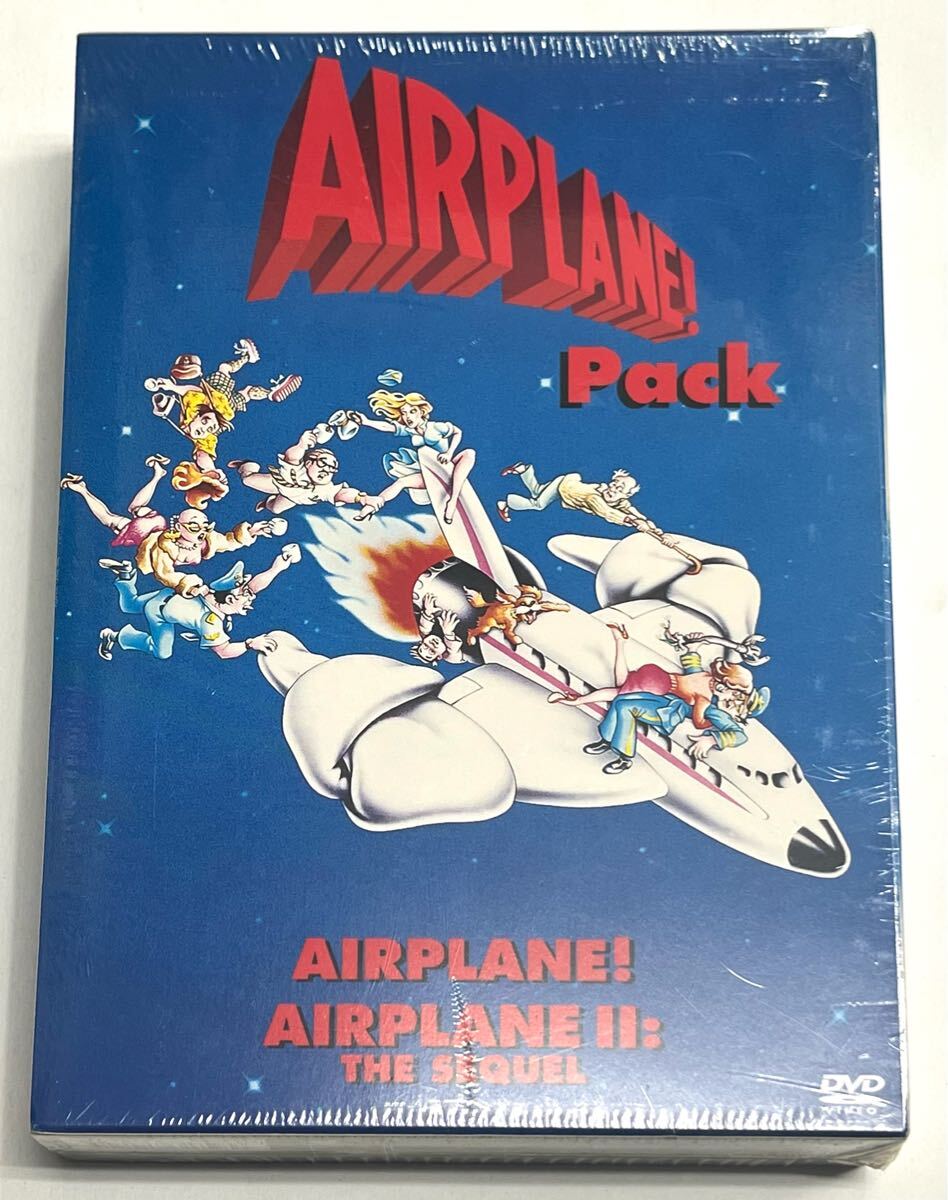 AIRPLANE!
Pack
AIRPLANE!
AIRPLANE II:
THE SEQUEL
DVD
VIDEO